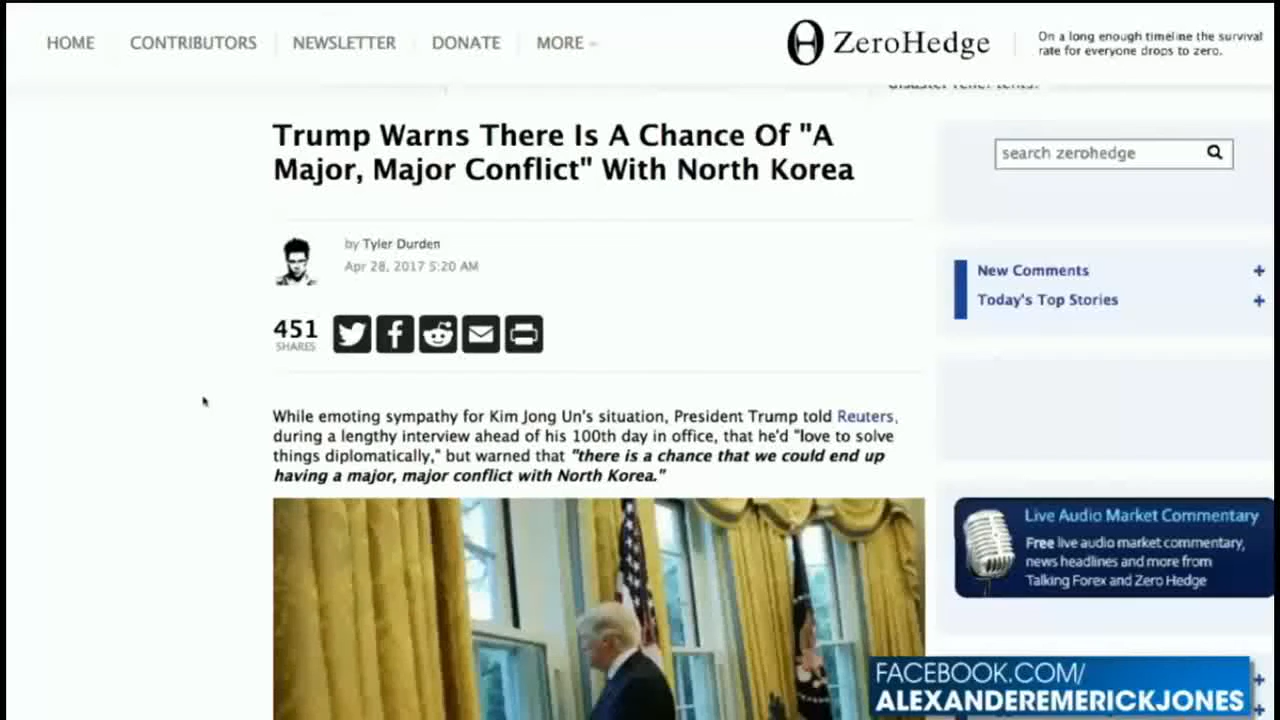 HOME CONTRIBUTORS NEWSLETTER DONATE MORE
ZeroHedge
On a long enough timeline the survival
rate for everyone drops to zero.
Trump Warns There Is A Chance Of "A
Major, Major Conflict" With North Korea
by Tyler Durden
Apr 28, 2017 5:20 AM
451
SHARES
While emoting sympathy for Kim Jong Un's situation, President Trump told Reuters,
during a lengthy interview ahead of his 100th day in office, that he'd "love to solve
things diplomatically," but warned that "there is a chance that we could end up
having a major, major conflict with North Korea."
search zerohedge
New Comments +
Today's Top Stories +
Live Audio Market Commentary
Free live audio market commentary,
news headlines and more from
Talking Forex and Zero Hedge
FACEBOOK.COM/
ALEXANDEREMERICKJONES